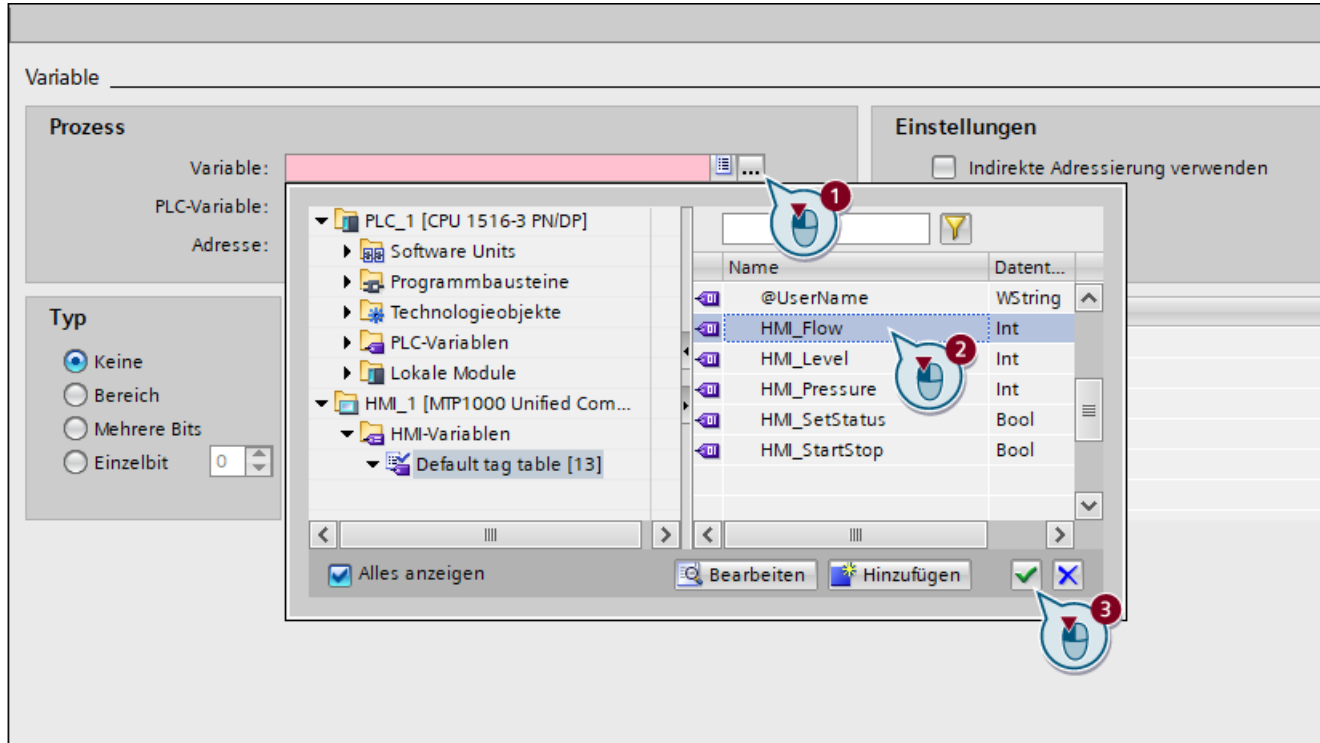 Variable
Prozess
Variable:
...
PLC-Variable:
Adresse:
Einstellungen
Indirekte Adressierung verwenden
1
PLC_1 [CPU 1516-3 PN/DP]
Software Units
Programmbausteine
Technologieobjekte
PLC-Variablen
Lokale Module
HMI_1 [MTP1000 Unified Com...
HMI-Variablen
Default tag table [13]
Name Datent...
@UserName WString
HMI_Flow Int
2
HMI_Level Int
HMI_Pressure Int
HMI_SetStatus Bool
HMI_StartStop Bool
Typ
Keine
Bereich
Mehrere Bits
Einzelbit 0
Alles anzeigen
Bearbeiten
Hinzufügen
3